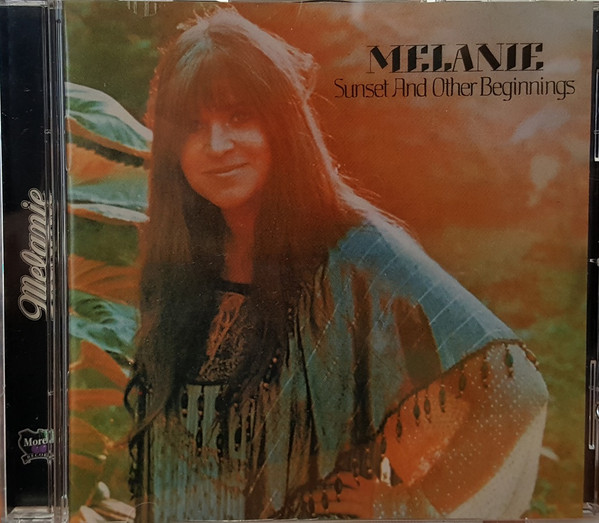 MELANIE
Sunset And Other Beginnings
Melanie